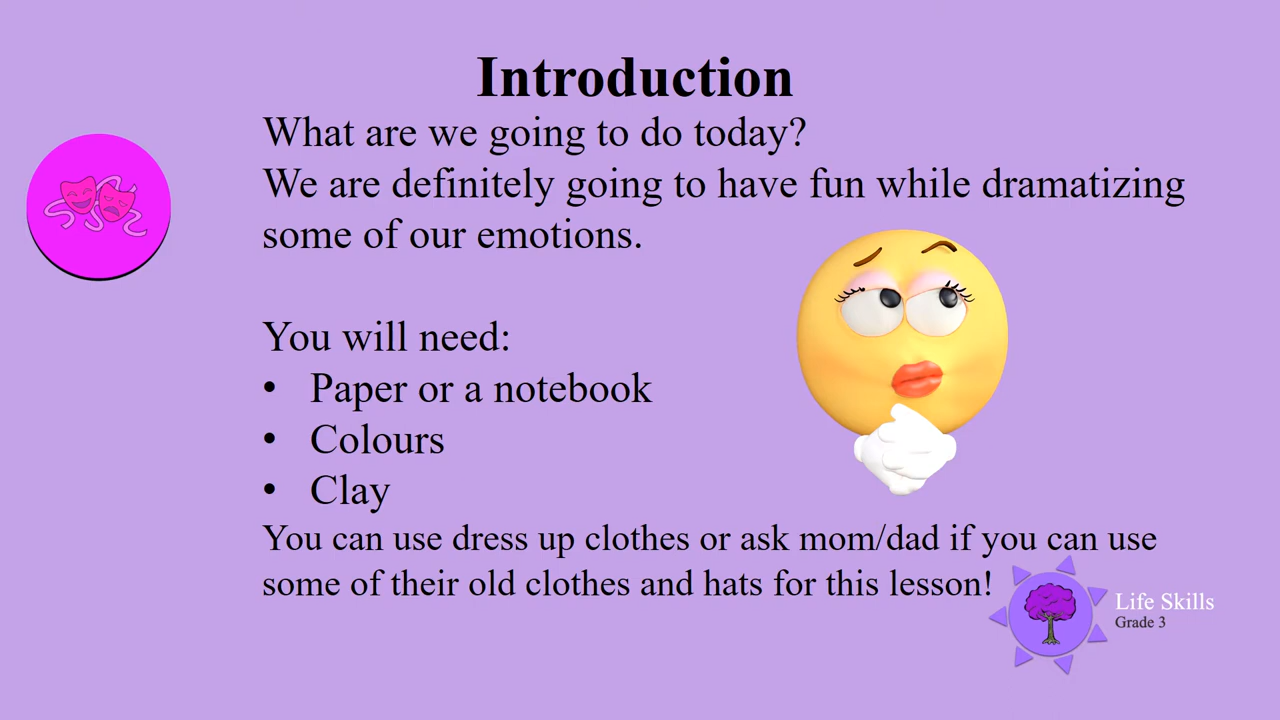 Introduction
What are we going to do today?
We are definitely going to have fun while dramatizing
some of our emotions.
You will need:
• Paper or a notebook
• Colours
• Clay
You can use dress up clothes or ask mom/dad if you can use
some of their old clothes and hats for this lesson!
Life Skills
Grade 3